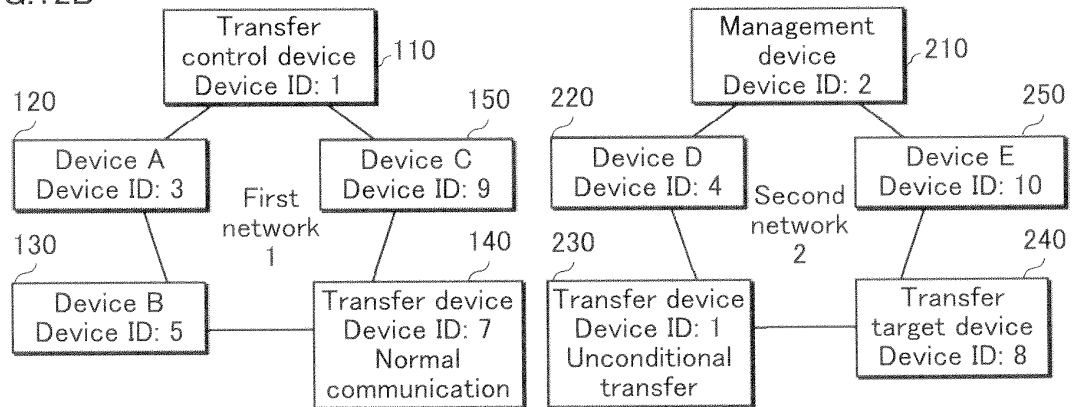 Transfer
control device
Device ID: 1
110
Management
device
Device ID: 2
210
120
Device A
Device ID: 3
150
Device C
Device ID: 9
220
Device D
Device ID: 4
250
Device E
Device ID: 10
First
network
1
Second
network
2
130
Device B
Device ID: 5
140
Transfer device
Device ID: 7
Normal
communication
230
Transfer device
Device ID: 1
Unconditional
transfer
240
Transfer
target device
Device ID: 8